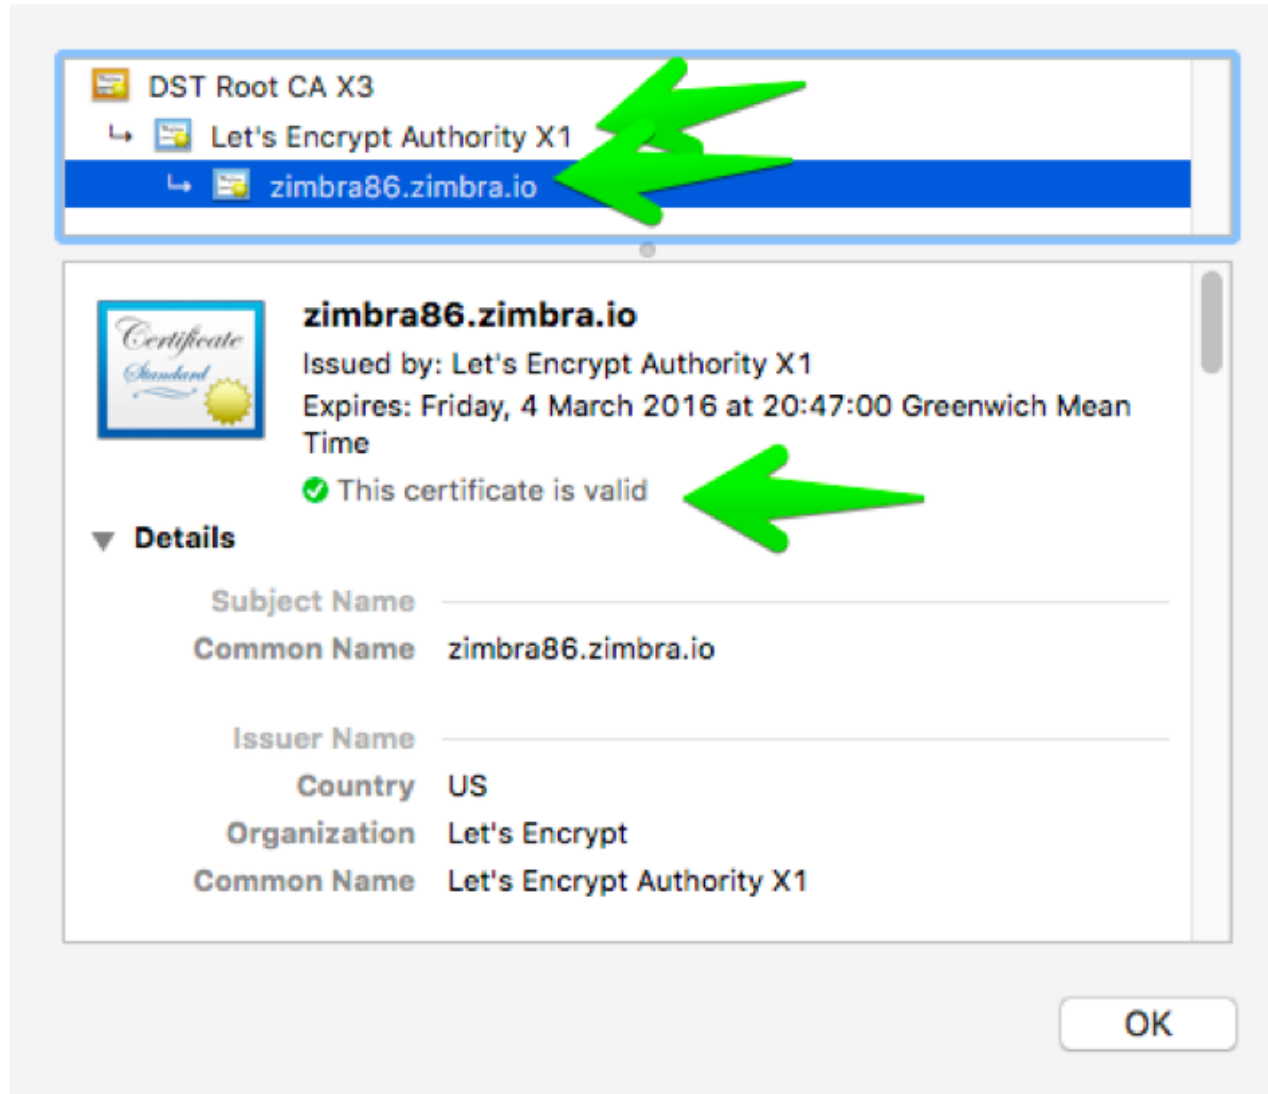 DST Root CA X3
Let's Encrypt Authority X1
zimbra86.zimbra.io
Certificate
Standard
zimbra86.zimbra.io
Issued by: Let's Encrypt Authority X1
Expires: Friday, 4 March 2016 at 20:47:00 Greenwich Mean
Time
This certificate is valid
Details
Subject Name
Common Name zimbra86.zimbra.io
Issuer Name
Country US
Organization Let's Encrypt
Common Name Let's Encrypt Authority X1
OK